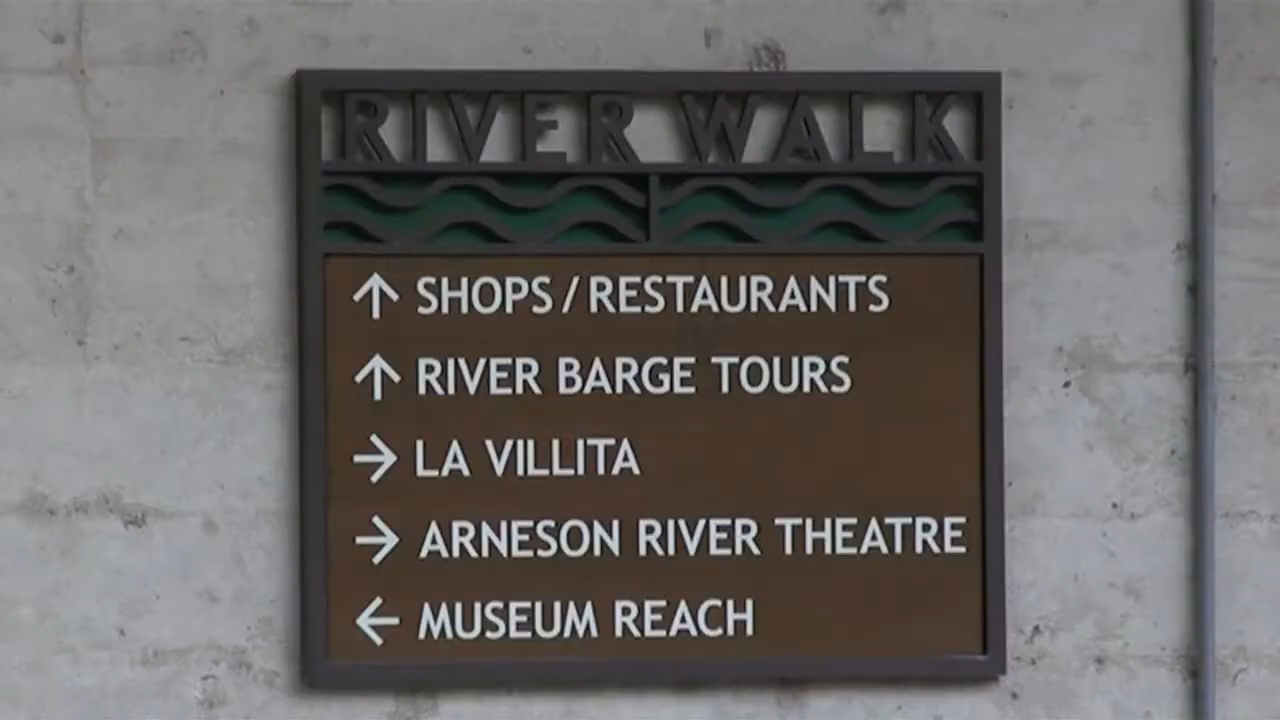 RIVER WALK
↑ SHOPS / RESTAURANTS
↑ RIVER BARGE TOURS
→ LA VILLITA
→ ARNESON RIVER THEATRE
← MUSEUM REACH